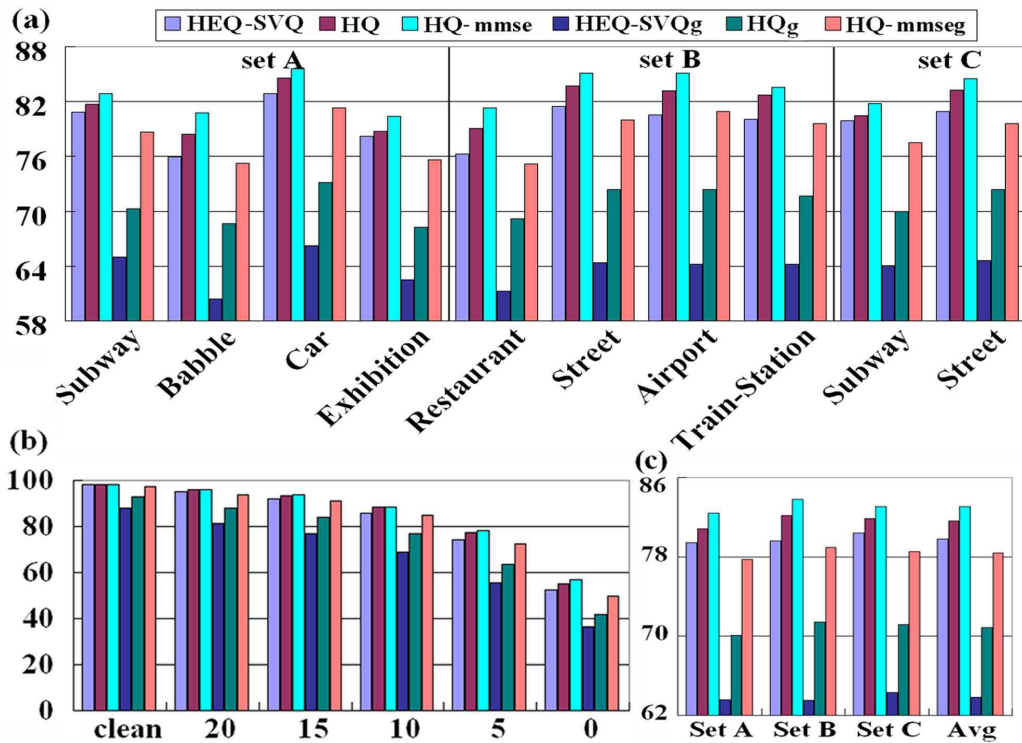 (a)
HEQ-SVQ HQ HQ-mmse HEQ-SVQg HQg HQ-mmseg
set A set B set C
88
82
76
70
64
58
Subway Babble Car Exhibition Restaurant Street Airport Train-Station Subway Street
(b)
100
80
60
40
20
0
clean 20 15 10 5 0
(c)
86
78
70
62
Set A Set B Set C Avg